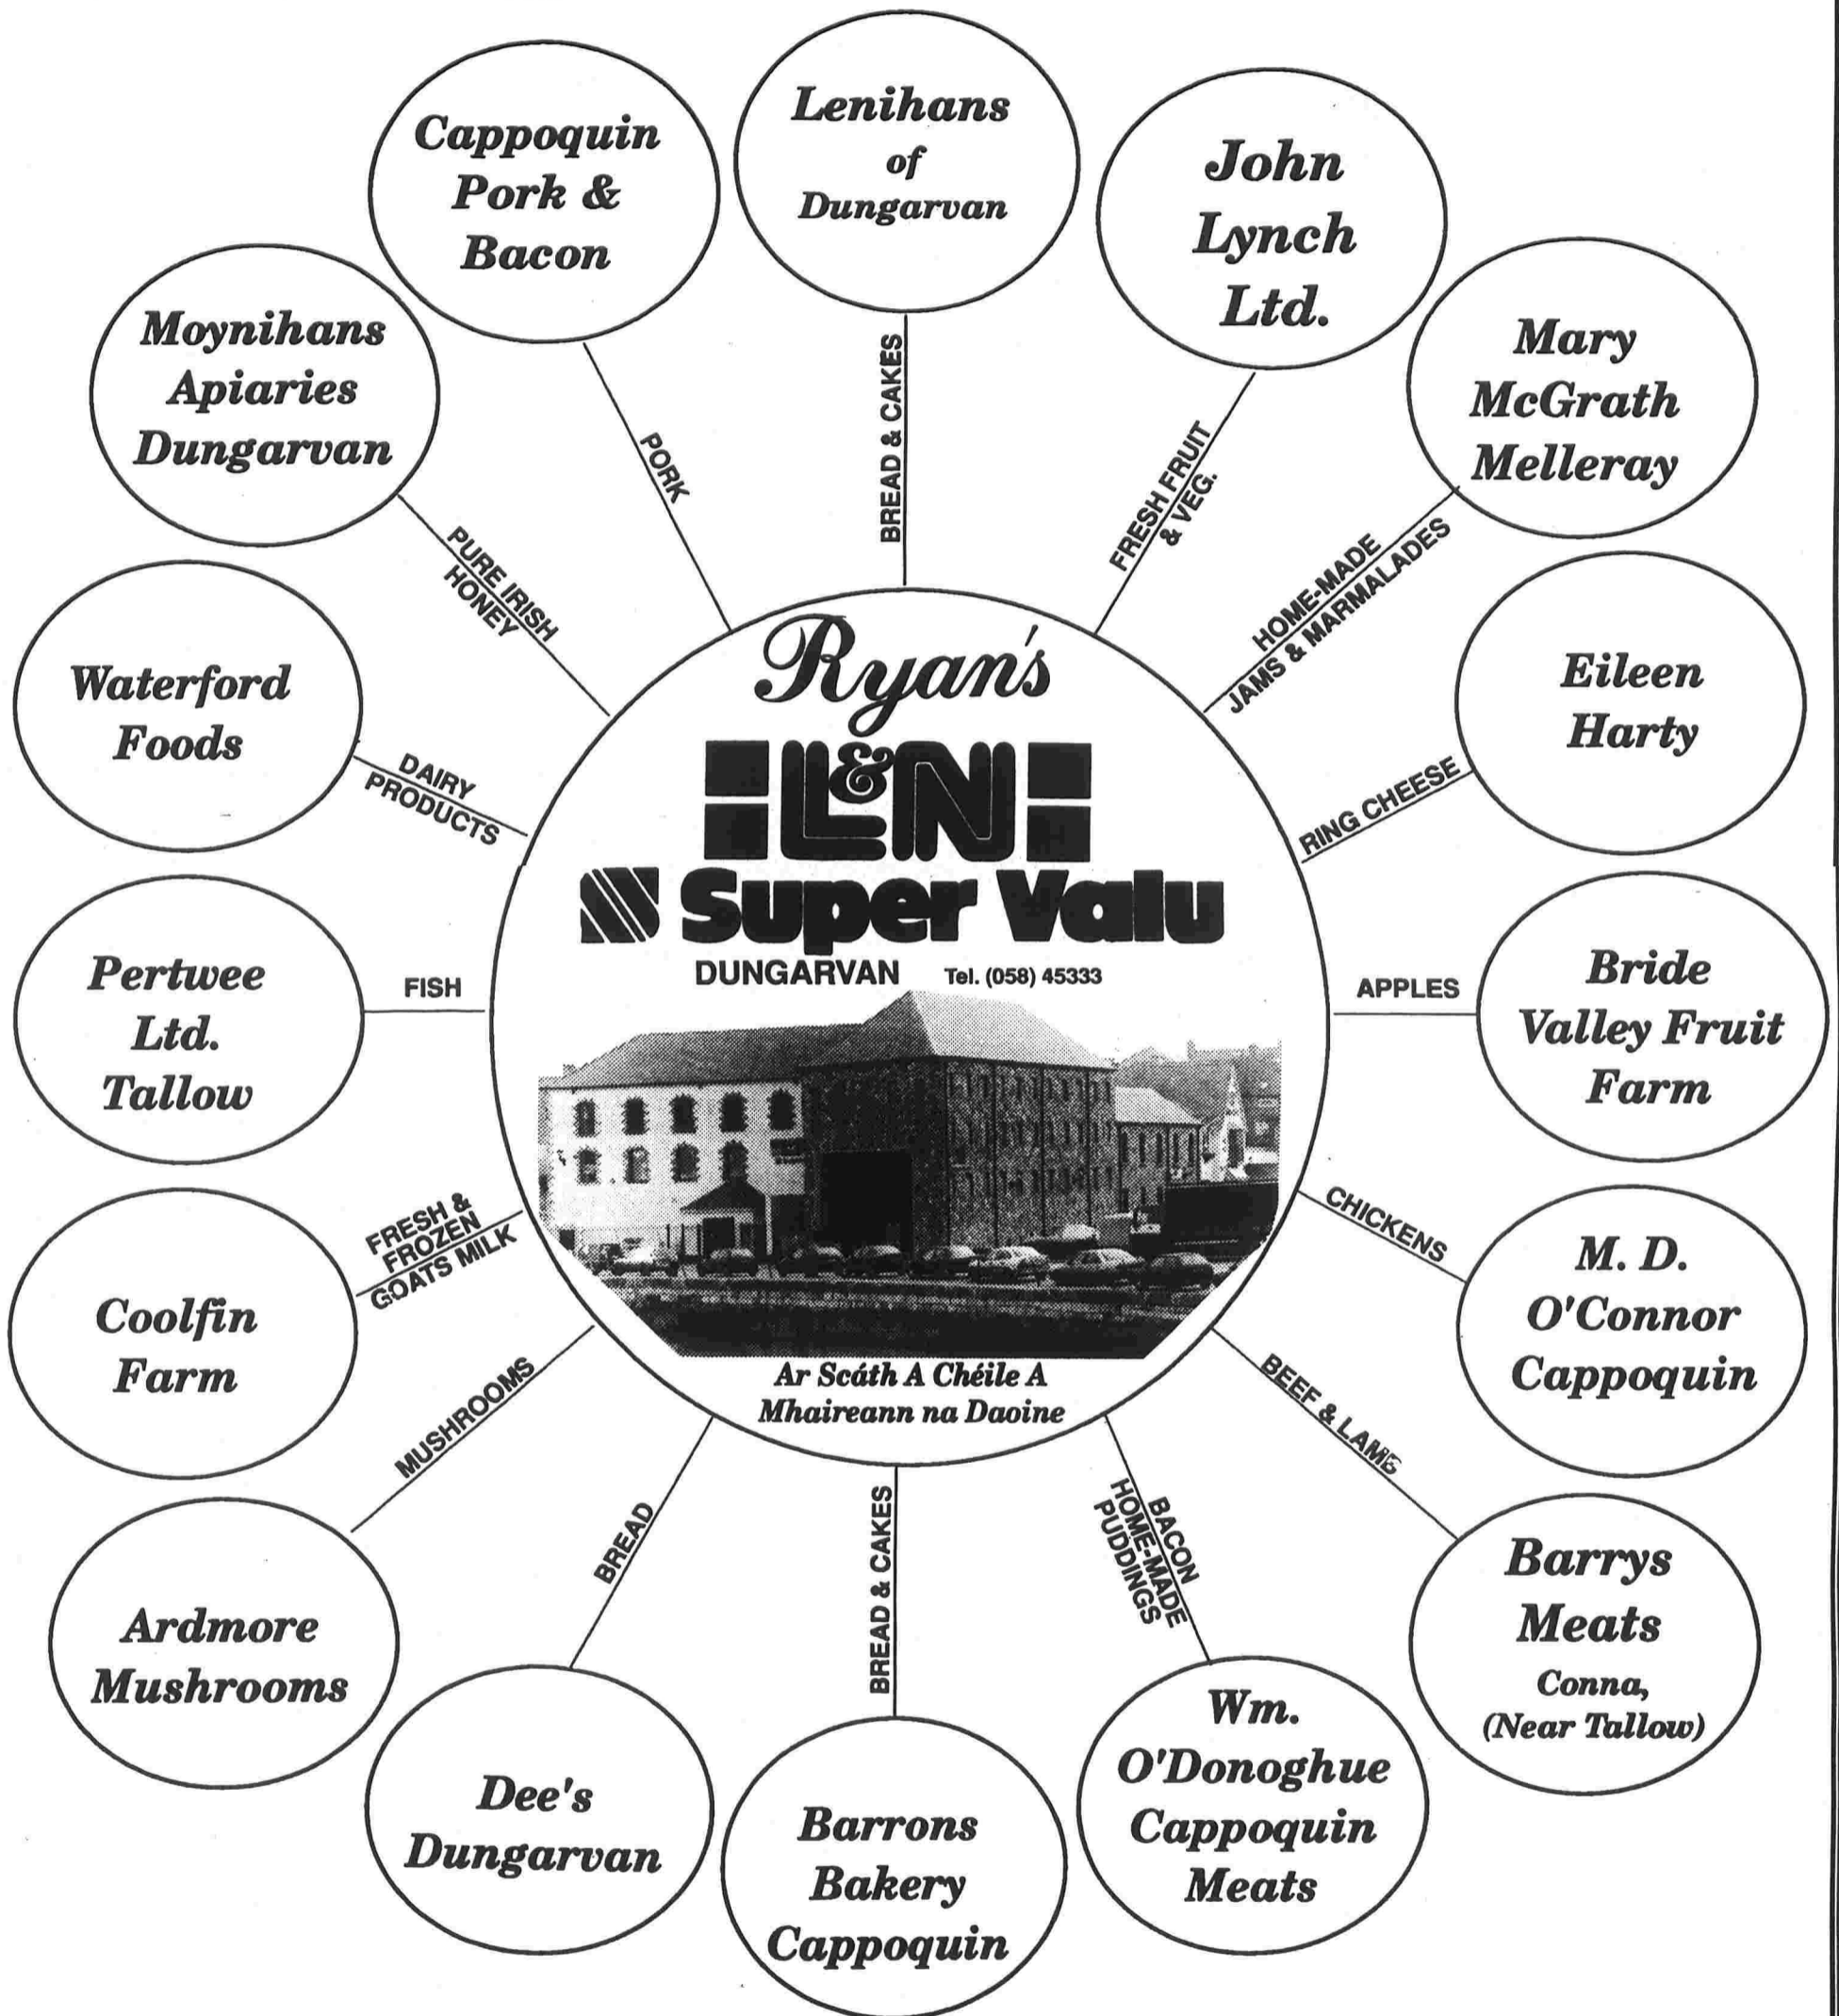 Lenihans
of
Dungarvan
BREAD & CAKES
John
Lynch
Ltd.
FRESH FRUIT
& VEG.
Mary
McGrath
Melleray
HOME-MADE
JAMS & MARMALADES
Eileen
Harty
RING CHEESE
Bride
Valley Fruit
Farm
APPLES
M. D.
O'Connor
Cappoquin
CHICKENS
Barrys
Meats
Conna,
(Near Tallow)
BEEF & LAMB
Wm.
O'Donoghue
Cappoquin
Meats
BACON
HOME-MADE
PUDDINGS
Barrons
Bakery
Cappoquin
BREAD & CAKES
Dee's
Dungarvan
BREAD
Ardmore
Mushrooms
MUSHROOMS
Coolfin
Farm
FRESH &
FROZEN
GOATS MILK
Pertwee
Ltd.
Tallow
FISH
Waterford
Foods
DAIRY
PRODUCTS
Moynihans
Apiaries
Dungarvan
PURE IRISH
HONEY
Cappoquin
Pork &
Bacon
PORK
Ryan's
L&N
Super Valu
DUNGARVAN Tel. (058) 45333
Ar Scáth A Chéile A
Mhaireann na Daoine